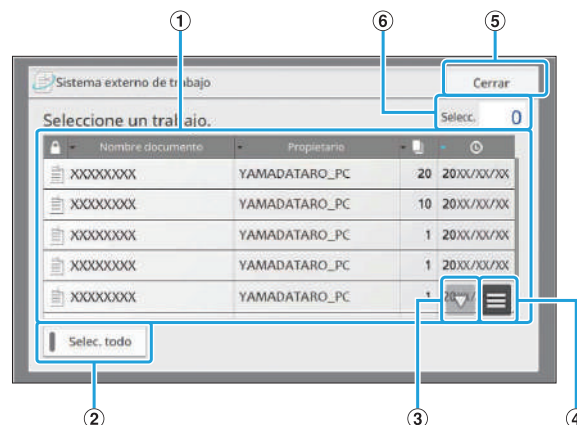 ① ⑥ ⑤
Sistema externo de trabajo Cerrar
Seleccione un trabajo. Selecc. 0
Nombre documento Propietario
XXXXXXXX YAMADATARO_PC 20 20XX/XX/XX
XXXXXXXX YAMADATARO_PC 10 20XX/XX/XX
XXXXXXXX YAMADATARO_PC 1 20XX/XX/XX
XXXXXXXX YAMADATARO_PC 1 20XX/XX/XX
XXXXXXXX YAMADATARO_PC 1
Selec. todo
② ③ ④